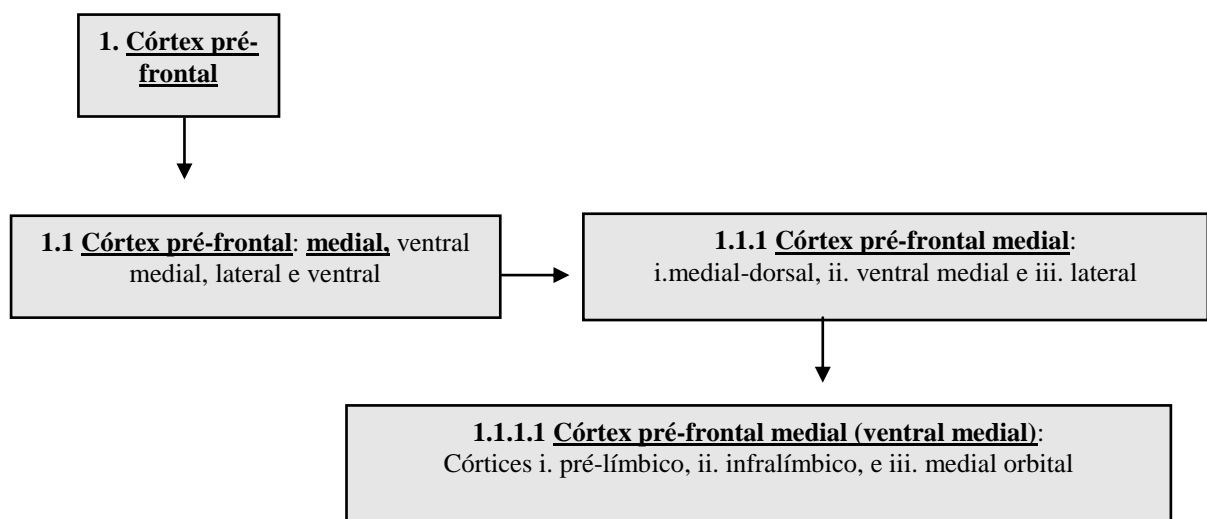 1. Córtex pré-
frontal
1.1 Córtex pré-frontal: medial, ventral
medial, lateral e ventral
1.1.1 Córtex pré-frontal medial:
i.medial-dorsal, ii. ventral medial e iii. lateral
1.1.1.1 Córtex pré-frontal medial (ventral medial):
Córtices i. pré-límbico, ii. infralímbico, e iii. medial orbital